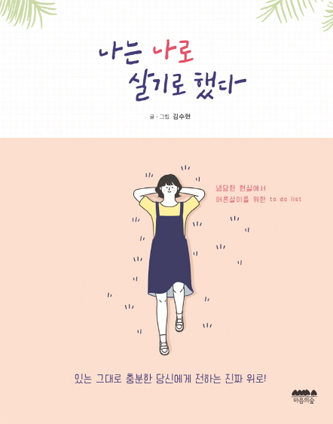 나는 나로
살기로 했다
글·그림 김수현
냉담한 현실에서
어른살이를 위한 to do list
있는 그대로 충분한 당신에게 전하는 진짜 위로!
마음의숲